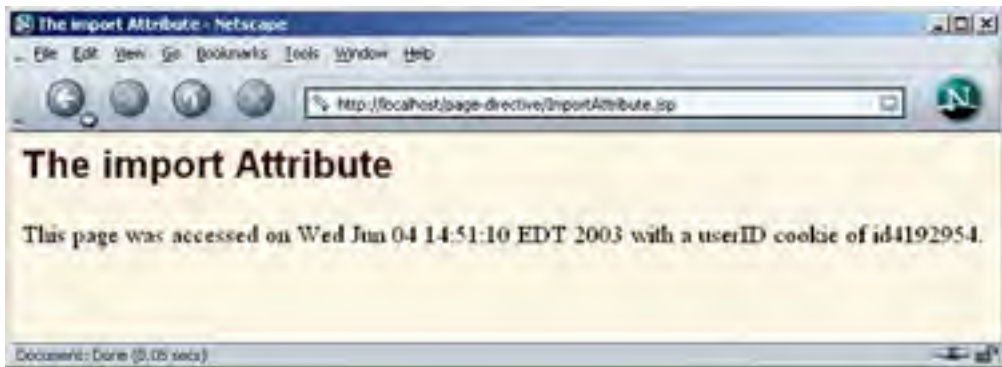 The import Attribute - Netscape
File Edit View Go Bookmarks Tools Window Help
http://localhost/page-directive/ImportAttribute.jsp
N
The import Attribute
This page was accessed on Wed Jun 04 14:51:10 EDT 2003 with a userID cookie of id4192954.
Document: Done (0.05 secs)